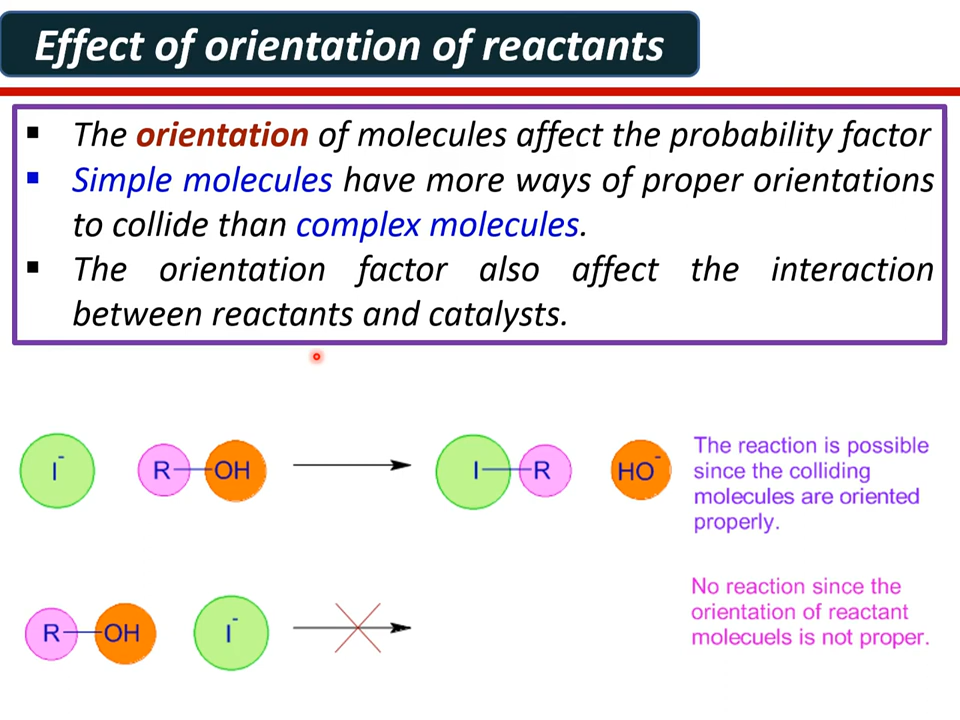 Effect of orientation of reactants
▪ The orientation of molecules affect the probability factor
▪ Simple molecules have more ways of proper orientations
to collide than complex molecules.
▪ The orientation factor also affect the interaction
between reactants and catalysts.
I⁻ R OH I R HO⁻
The reaction is possible
since the colliding
molecules are oriented
properly.
R OH I⁻
No reaction since the
orientation of reactant
molecuels is not proper.